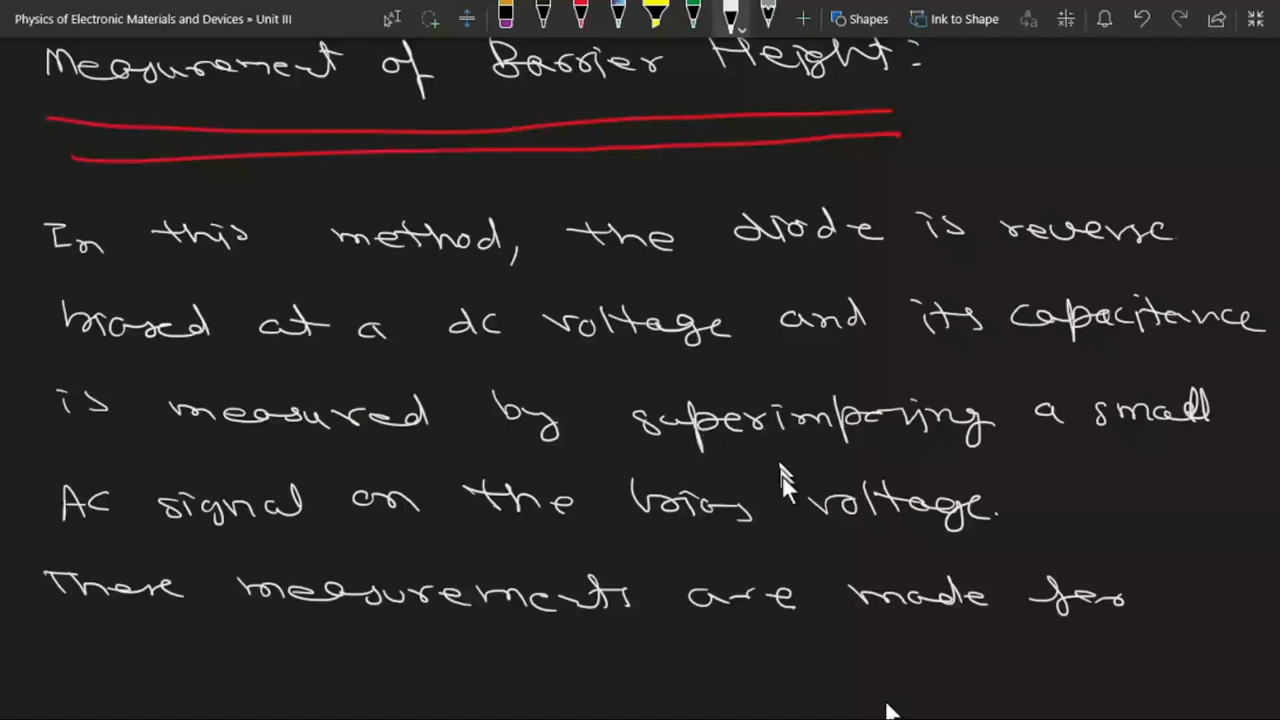 Physics of Electronic Materials and Devices » Unit III
Shapes
Ink to Shape
Measurement of Barrier Height:
In this method, the diode is reverse
biased at a dc voltage and its capacitance
is measured by superimposing a small
AC signal on the bias voltage.
These measurements are made for